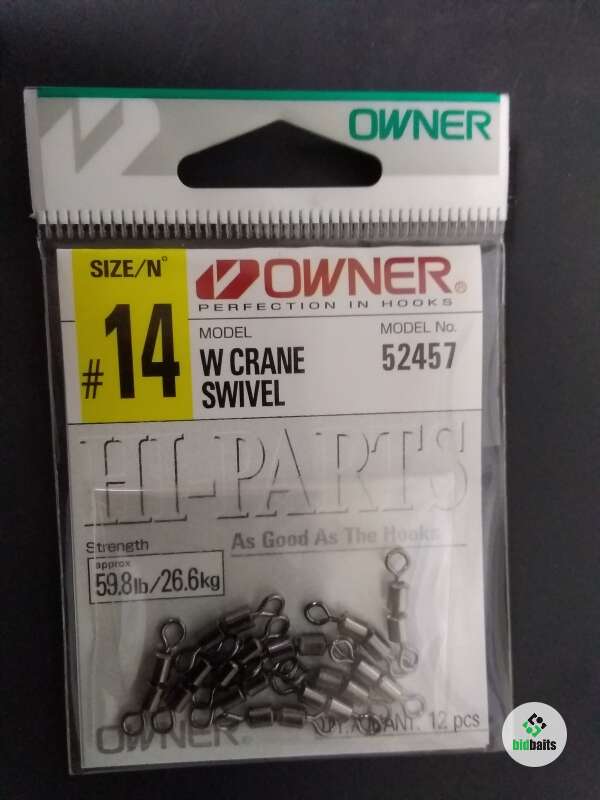 OWNER
SIZE/N°
#14
OWNER®
PERFECTION IN HOOKS
MODEL
W CRANE
SWIVEL
MODEL No.
52457
HI-PARTS
As Good As The Hooks
Strength
approx
59.8lb/26.6kg
12 pcs
OWNER
bidbaits